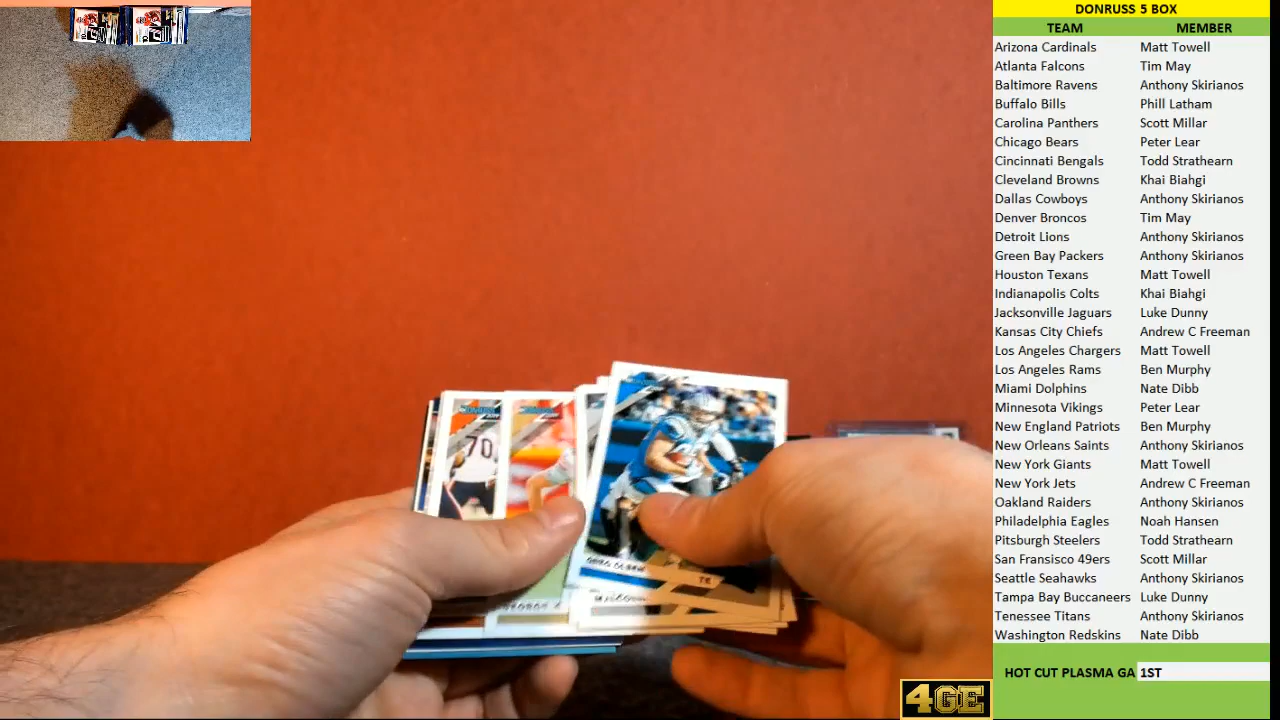 DONRUSS 5 BOX
TEAM MEMBER
Arizona Cardinals Matt Towell
Atlanta Falcons Tim May
Baltimore Ravens Anthony Skirianos
Buffalo Bills Phill Latham
Carolina Panthers Scott Millar
Chicago Bears Peter Lear
Cincinnati Bengals Todd Strathearn
Cleveland Browns Khai Biahgi
Dallas Cowboys Anthony Skirianos
Denver Broncos Tim May
Detroit Lions Anthony Skirianos
Green Bay Packers Anthony Skirianos
Houston Texans Matt Towell
Indianapolis Colts Khai Biahgi
Jacksonville Jaguars Luke Dunny
Kansas City Chiefs Andrew C Freeman
Los Angeles Chargers Matt Towell
Los Angeles Rams Ben Murphy
Miami Dolphins Nate Dibb
Minnesota Vikings Peter Lear
New England Patriots Ben Murphy
New Orleans Saints Anthony Skirianos
New York Giants Matt Towell
New York Jets Andrew C Freeman
Oakland Raiders Anthony Skirianos
Philadelphia Eagles Noah Hansen
Pitsburgh Steelers Todd Strathearn
San Fransisco 49ers Scott Millar
Seattle Seahawks Anthony Skirianos
Tampa Bay Buccaneers Luke Dunny
Tenessee Titans Anthony Skirianos
Washington Redskins Nate Dibb
HOT CUT PLASMA GA 1ST
4GE
70
GREG OLSEN TE